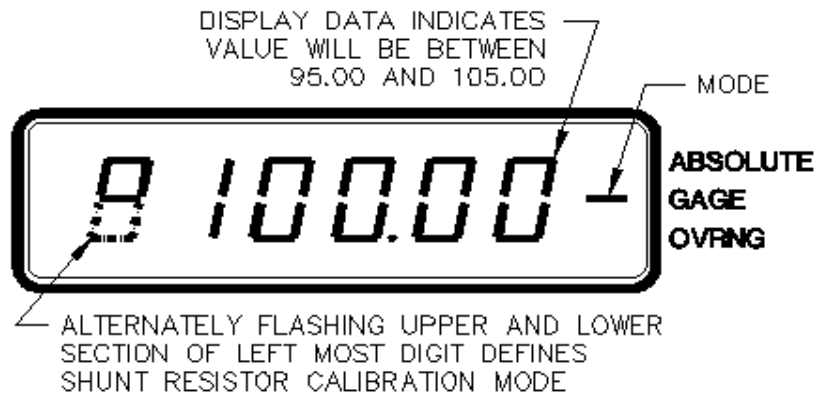 DISPLAY DATA INDICATES
VALUE WILL BE BETWEEN
95.00 AND 105.00
MODE
8 100.00
ABSOLUTE
GAGE
OVRNG
ALTERNATELY FLASHING UPPER AND LOWER
SECTION OF LEFT MOST DIGIT DEFINES
SHUNT RESISTOR CALIBRATION MODE